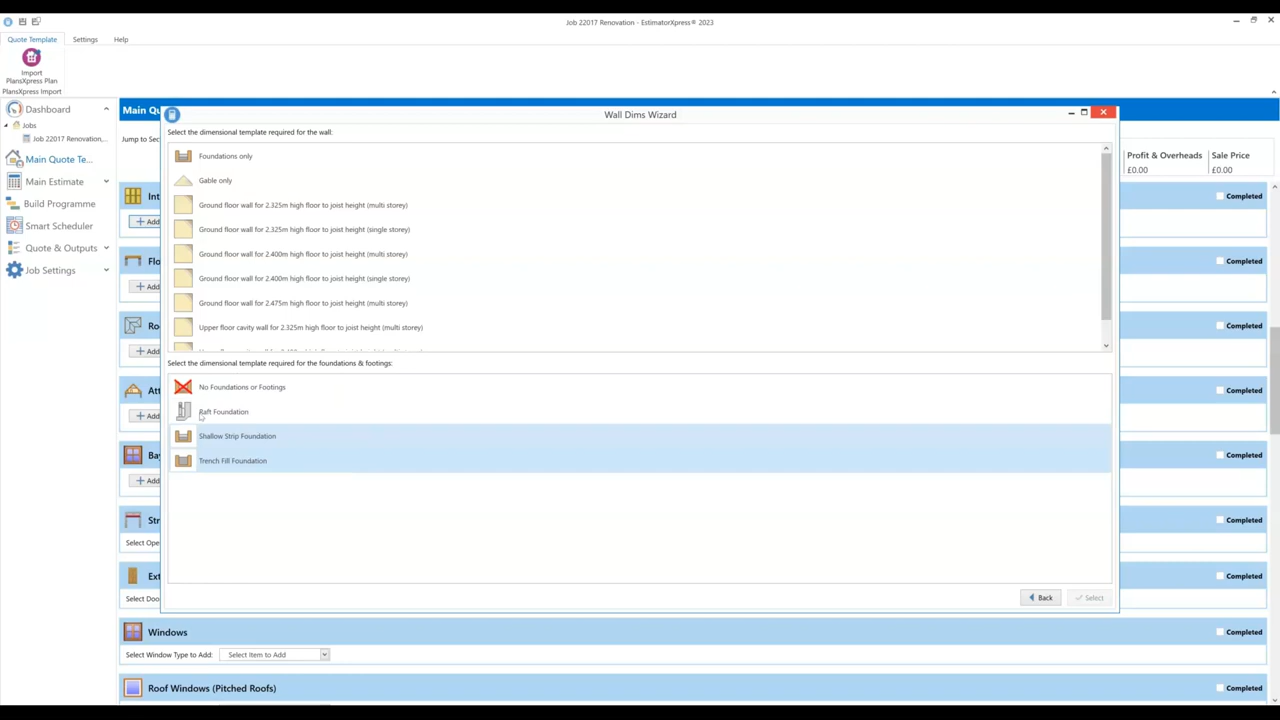 Job 22017 Renovation - EstimatorXpress® 2023
Quote Template
Settings
Help
Import
PlansXpress Plan
PlansXpress Import
Dashboard
Jobs
Job 22017 Renovation,...
Main Quote Te...
Main Estimate
Build Programme
Smart Scheduler
Quote & Outputs
Job Settings
Main Qu
Jump to Sec
Profit & Overheads
Sale Price
£0.00
£0.00
Int
Completed
Add
Flo
Completed
Add
Ro
Completed
Add
Att
Completed
Add
Bay
Completed
Add
Str
Completed
Select Ope
Ext
Completed
Select Doo
Windows
Completed
Select Window Type to Add:
Select Item to Add
Roof Windows (Pitched Roofs)
Completed
Wall Dims Wizard
Select the dimensional template required for the wall:
Foundations only
Gable only
Ground floor wall for 2.325m high floor to joist height (multi storey)
Ground floor wall for 2.325m high floor to joist height (single storey)
Ground floor wall for 2.400m high floor to joist height (multi storey)
Ground floor wall for 2.400m high floor to joist height (single storey)
Ground floor wall for 2.475m high floor to joist height (multi storey)
Upper floor cavity wall for 2.325m high floor to joist height (multi storey)
Select the dimensional template required for the foundations & footings:
No Foundations or Footings
Raft Foundation
Shallow Strip Foundation
Trench Fill Foundation
Back
Select